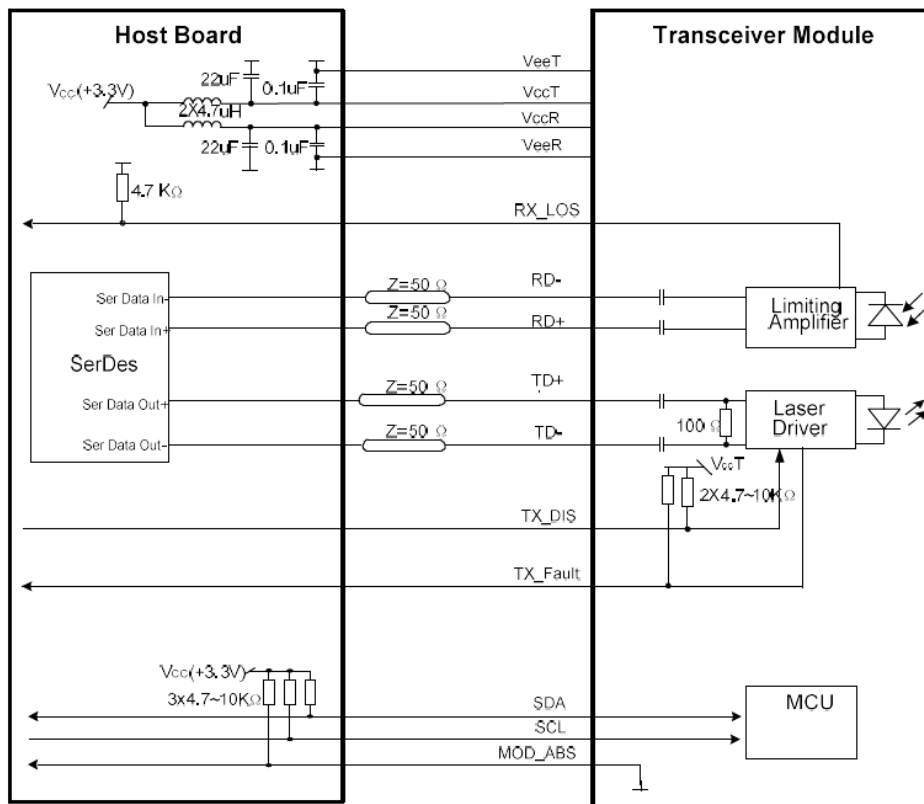 Host Board
Transceiver Module
VeeT
22uF
0.1uF
Vcc(+3.3V)
VccT
2X4.7uH
VccR
22uF
0.1uF
VeeR
4.7 KΩ
RX_LOS
Z=50 Ω
RD-
Ser Data In-
Limiting
Amplifier
Z=50 Ω
RD+
Ser Data In+
SerDes
Z=50 Ω
TD+
Ser Data Out+
100 Ω
Laser
Driver
Z=50 Ω
TD-
Ser Data Out-
VccT
2X4.7~10KΩ
TX_DIS
TX_Fault
Vcc(+3.3V)
3x4.7~10KΩ
SDA
MCU
SCL
MOD_ABS